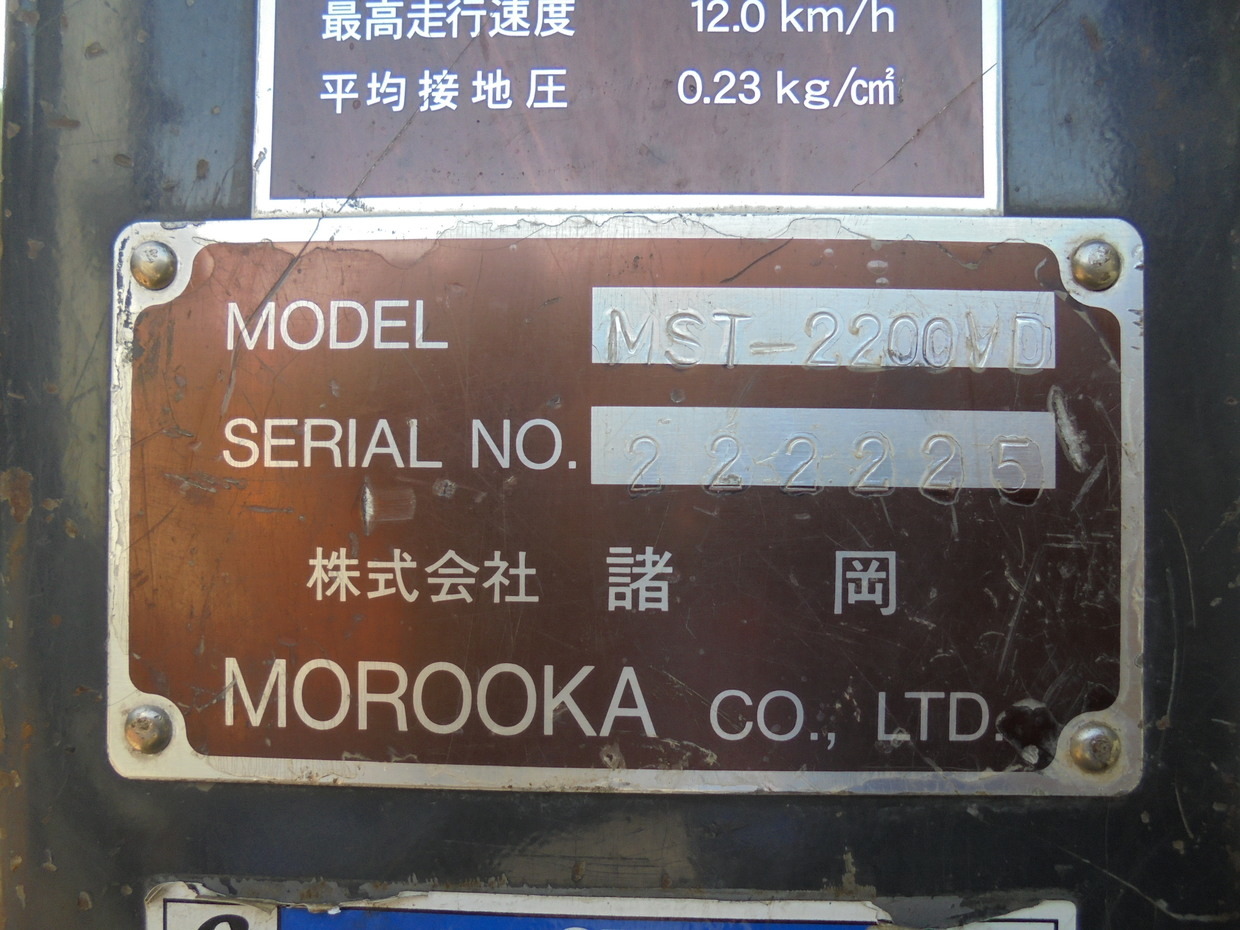 最高走行速度 12.0 km/h
平均接地圧 0.23 kg/c㎡
MODEL MST-2200VD
SERIAL NO. 222225
株式会社 諸岡
MOROOKA CO., LTD.